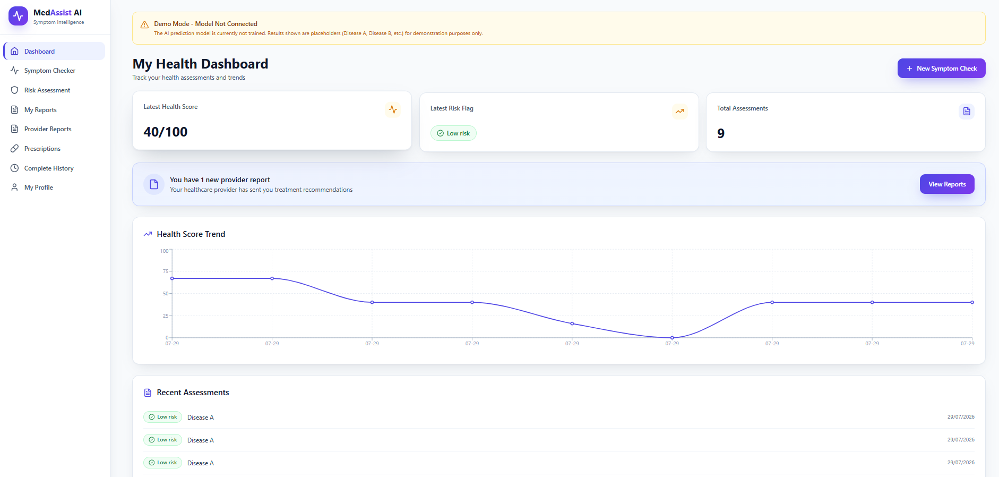 MedAssist AI
Symptom intelligence
Dashboard
Symptom Checker
Risk Assessment
My Reports
Provider Reports
Prescriptions
Complete History
My Profile
Demo Mode - Model Not Connected
The AI prediction model is currently not trained. Results shown are placeholders (Disease A, Disease B, etc.) for demonstration purposes only.
My Health Dashboard
Track your health assessments and trends
New Symptom Check
Latest Health Score
40/100
Latest Risk Flag
Low risk
Total Assessments
9
You have 1 new provider report
Your healthcare provider has sent you treatment recommendations
View Reports
Health Score Trend
100
75
50
25
0
07-29 07-29 07-29 07-29 07-29 07-29 07-29 07-29 07-29
Recent Assessments
Low risk Disease A 29/07/2026
Low risk Disease A 29/07/2026
Low risk Disease A 29/07/2026